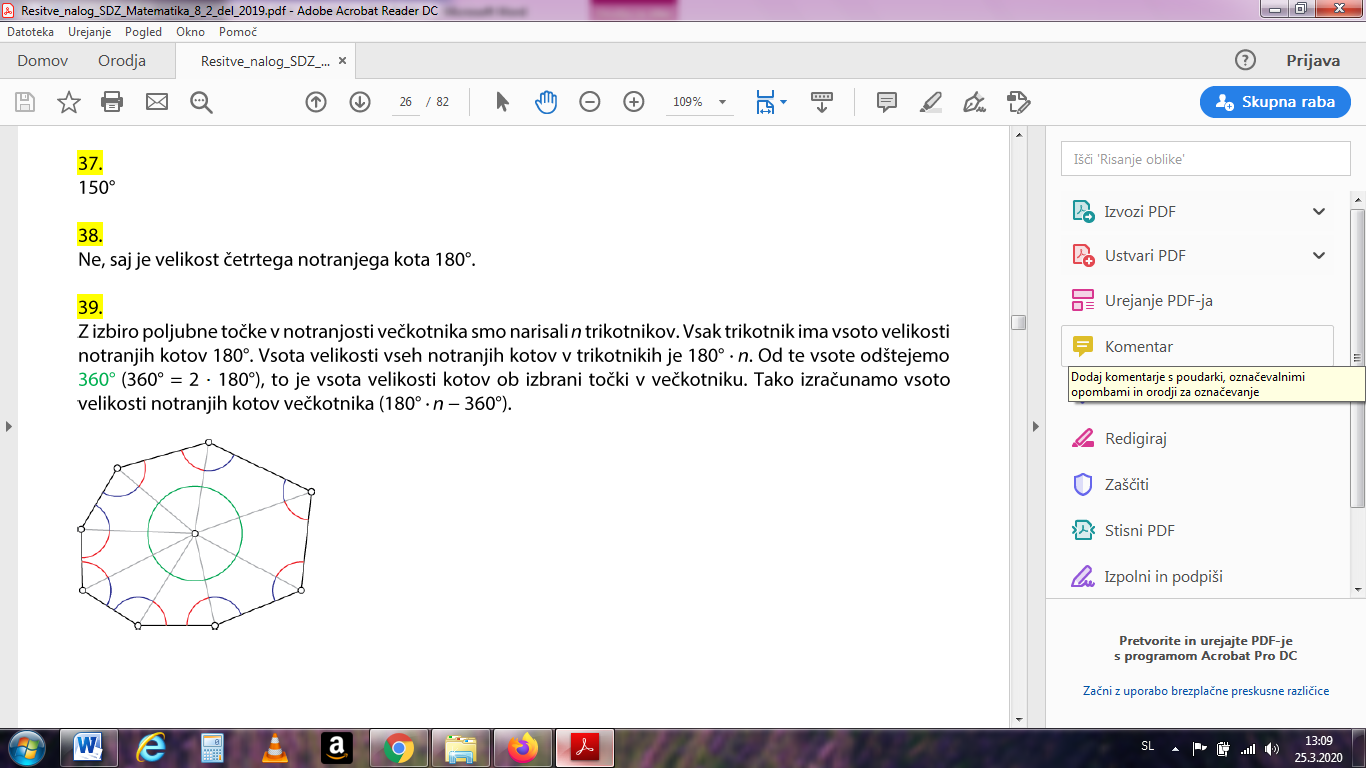 Resitve_nalog_SDZ_Matematika_8_2_del_2019.pdf - Adobe Acrobat Reader DC
Datoteka Urejanje Pogled Okno Pomoč
Domov Orodja Resitve_nalog_SDZ_... × Prijava
26 / 82 109% Skupna raba
37.
150°
38.
Ne, saj je velikost četrtega notranjega kota 180°.
39.
Z izbiro poljubne točke v notranjosti večkotnika smo narisali n trikotnikov. Vsak trikotnik ima vsoto velikosti
notranjih kotov 180°. Vsota velikosti vseh notranjih kotov v trikotnikih je 180° · n. Od te vsote odštejemo
360° (360° = 2 · 180°), to je vsota velikosti kotov ob izbrani točki v večkotniku. Tako izračunamo vsoto
velikosti notranjih kotov večkotnika (180° · n − 360°).
Išči 'Risanje oblike'
Izvozi PDF
Ustvari PDF
Urejanje PDF-ja
Komentar
Dodaj komentarje s poudarki, označevalnimi
opombami in orodji za označevanje
Redigiraj
Zaščiti
Stisni PDF
Izpolni in podpiši
Pretvorite in urejajte PDF-je
s programom Acrobat Pro DC
Začni z uporabo brezplačne preskusne različice
SL
13:09
25.3.2020